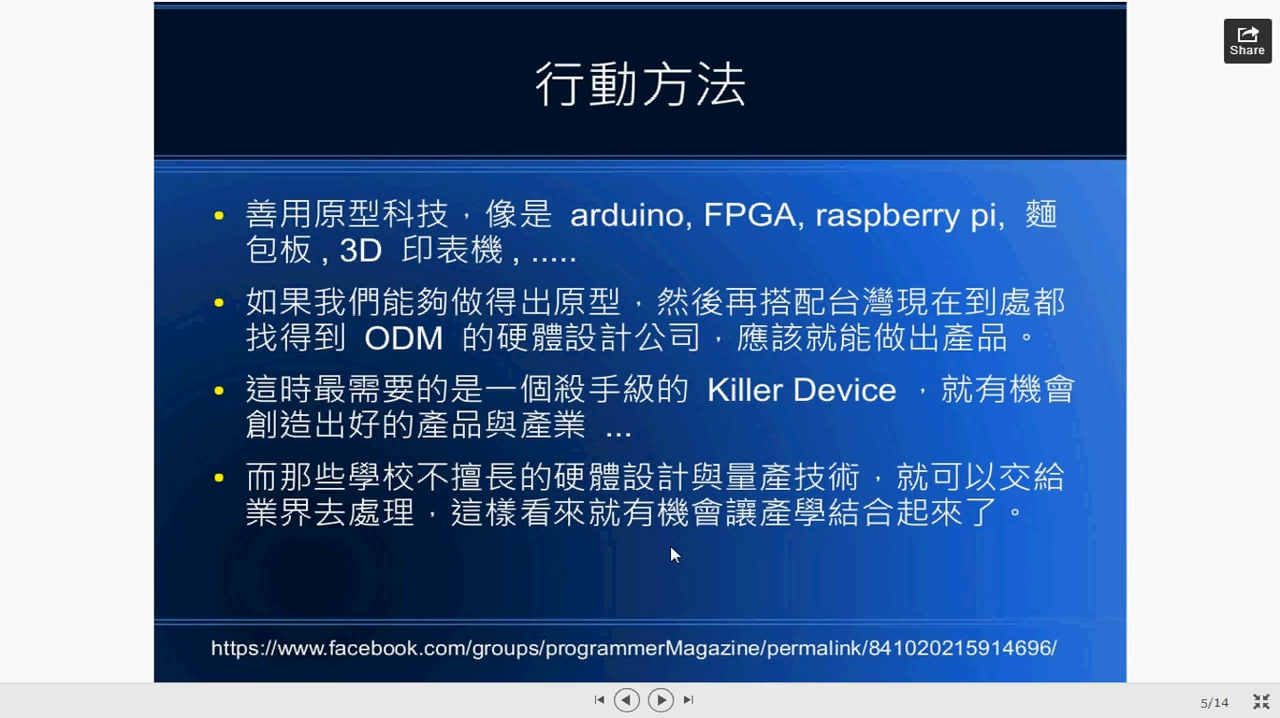 Share
行動方法
善用原型科技，像是 arduino, FPGA, raspberry pi, 麵
包板 , 3D 印表機 , .....
如果我們能夠做得出原型，然後再搭配台灣現在到處都
找得到 ODM 的硬體設計公司，應該就能做出產品。
這時最需要的是一個殺手級的 Killer Device ，就有機會
創造出好的產品與產業 ...
而那些學校不擅長的硬體設計與量產技術，就可以交給
業界去處理，這樣看來就有機會讓產學結合起來了。
https://www.facebook.com/groups/programmerMagazine/permalink/841020215914696/
5/14